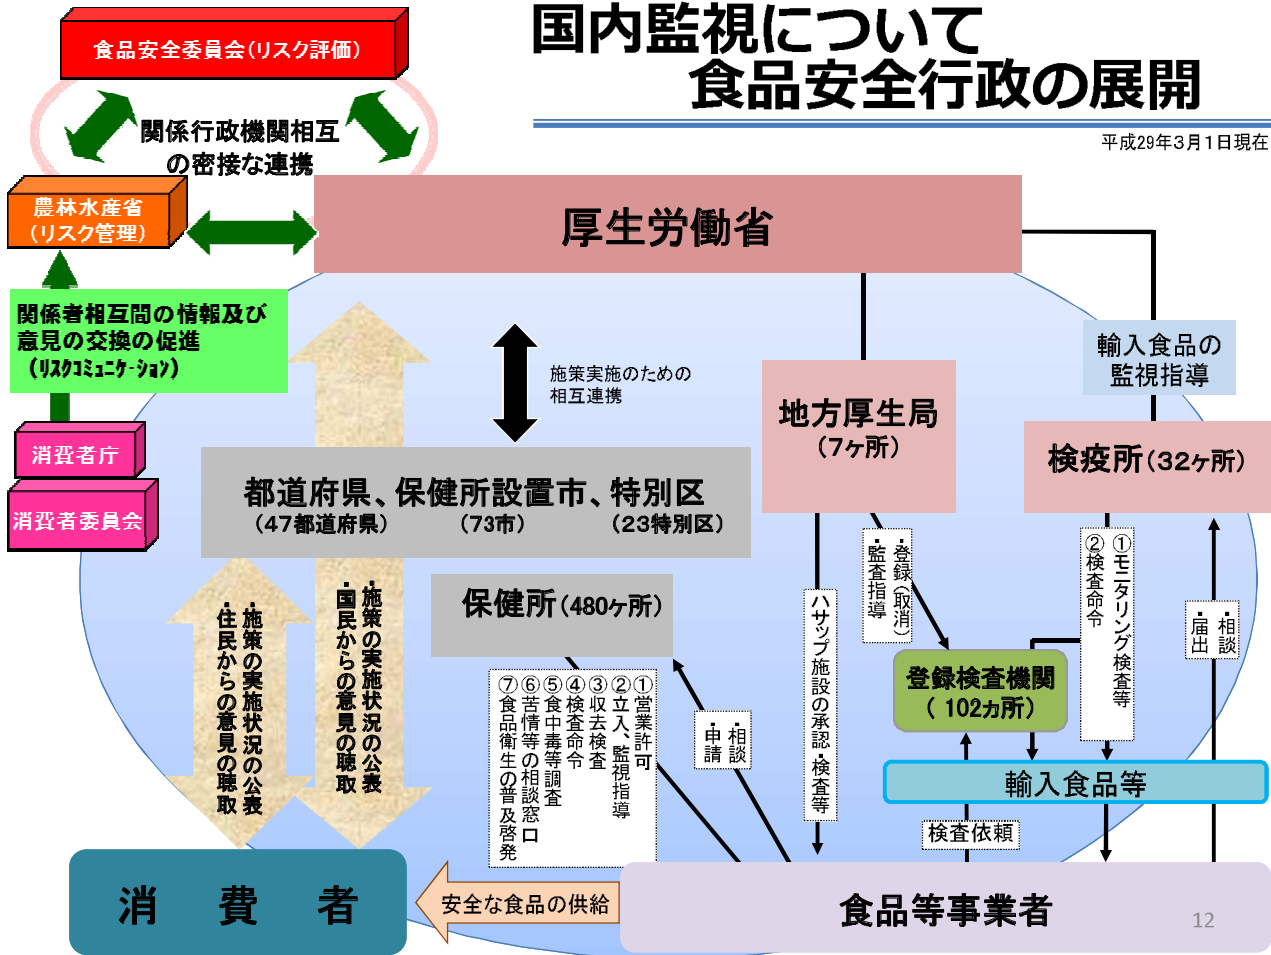 国内監視について
食品安全行政の展開
平成29年3月1日現在
食品安全委員会(リスク評価)
関係行政機関相互
の密接な連携
農林水産省
(リスク管理)
厚生労働省
関係者相互間の情報及び
意見の交換の促進
(ﾘｽｸｺﾐｭﾆｹｰｼｮﾝ)
消費者庁
消費者委員会
施策実施のための
相互連携
輸入食品の
監視指導
地方厚生局
(7ヶ所)
検疫所(32ヶ所)
都道府県、保健所設置市、特別区
(47都道府県)
(73市)
(23特別区)
保健所(480ヶ所)
・施策の実施状況の公表
・住民からの意見の聴取
・施策の実施状況の公表
・国民からの意見の聴取
①営業許可
②立入、監視指導
③収去検査
④検査命令
⑤食中毒等調査
⑥苦情等の相談窓口
⑦食品衛生の普及啓発
・相談
・申請
ハサップ施設の承認・検査等
・登録(取消)
・監査指導
登録検査機関
(102カ所)
①モニタリング検査等
②検査命令
・相談
・届出
輸入食品等
検査依頼
消費者
安全な食品の供給
食品等事業者
12